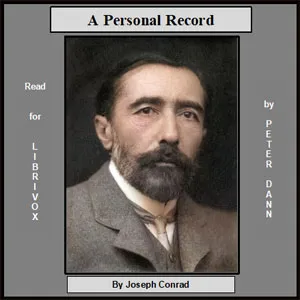 A Personal Record
Read
for
LIBRIVOX
by
PETER
DANN
By Joseph Conrad